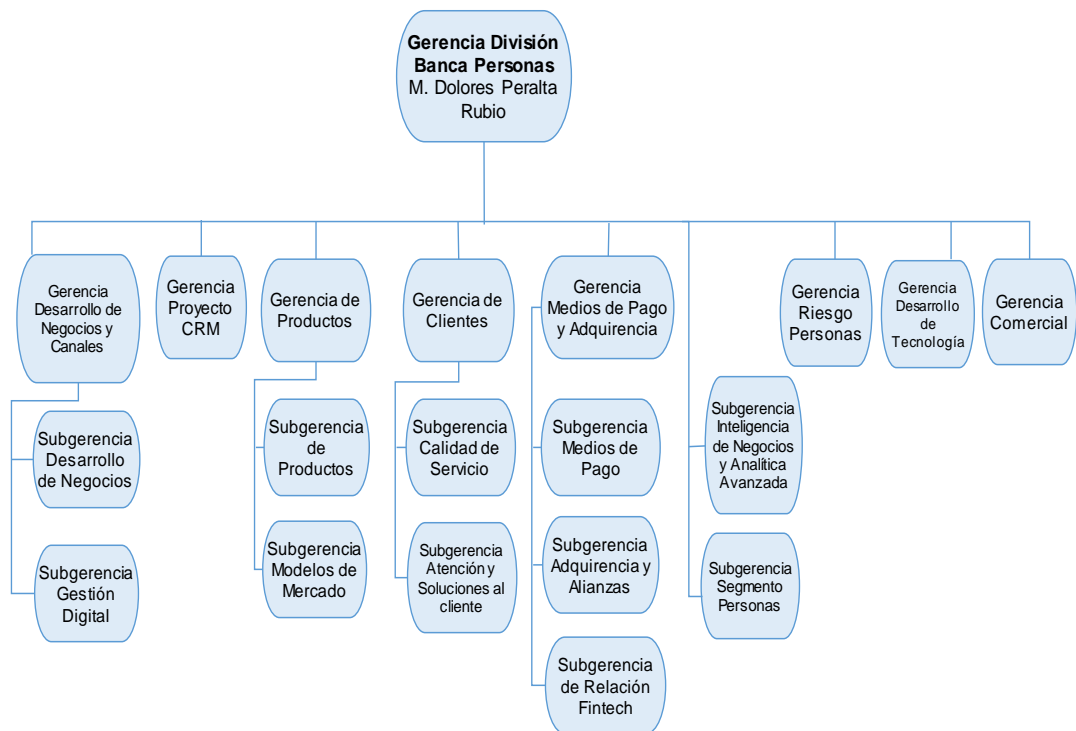 Gerencia División
Banca Personas
M. Dolores Peralta
Rubio
Gerencia
Desarrollo de
Negocios y
Canales
Gerencia
Proyecto
CRM
Gerencia de
Productos
Gerencia de
Clientes
Gerencia
Medios de Pago
y Adquirencia
Gerencia
Riesgo
Personas
Gerencia
Desarrollo
de
Tecnología
Gerencia
Comercial
Subgerencia
Desarrollo
de Negocios
Subgerencia
de
Productos
Subgerencia
Calidad de
Servicio
Subgerencia
Medios de
Pago
Subgerencia
Inteligencia
de Negocios
y Analítica
Avanzada
Subgerencia
Gestión
Digital
Subgerencia
Modelos de
Mercado
Subgerencia
Atención y
Soluciones al
cliente
Subgerencia
Adquirencia y
Alianzas
Subgerencia
Segmento
Personas
Subgerencia
de Relación
Fintech